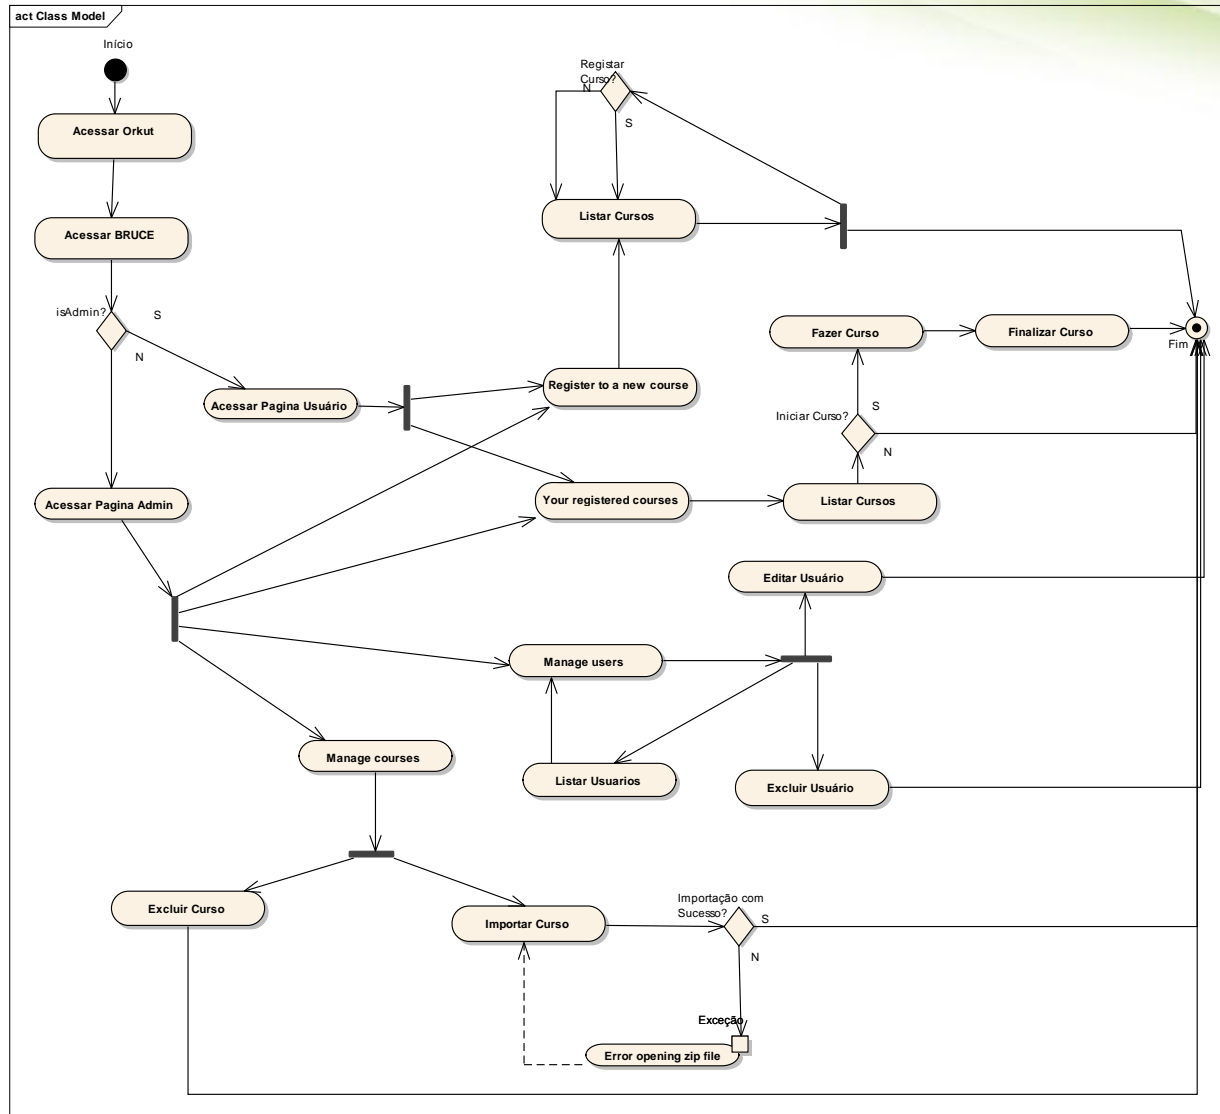 act Class Model
Início
Acessar Orkut
Acessar BRUCE
isAdmin?
S
N
Acessar Pagina Usuário
Acessar Pagina Admin
Registar
Curso?
N
S
Listar Cursos
Register to a new course
Your registered courses
Listar Cursos
Iniciar Curso?
S
N
Fazer Curso
Finalizar Curso
Fim
Editar Usuário
Manage users
Listar Usuarios
Excluir Usuário
Manage courses
Excluir Curso
Importar Curso
Importação com
Sucesso?
S
N
Exceção
Error opening zip file